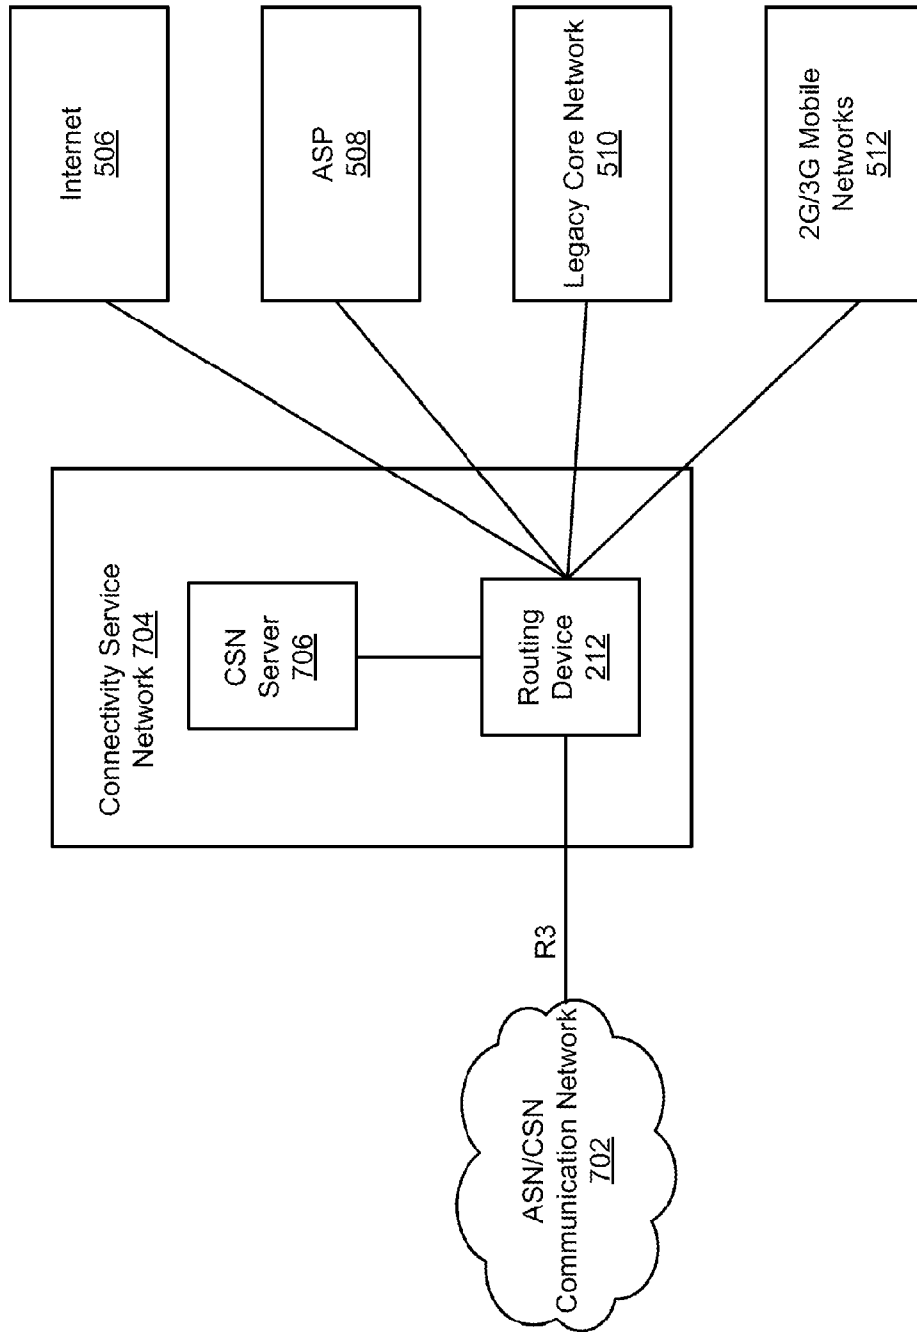 Internet
506
ASP
508
Legacy Core Network
510
2G/3G Mobile
Networks
512
Connectivity Service
Network 704
CSN
Server
706
Routing
Device
212
R3
ASN/CSN
Communication Network
702